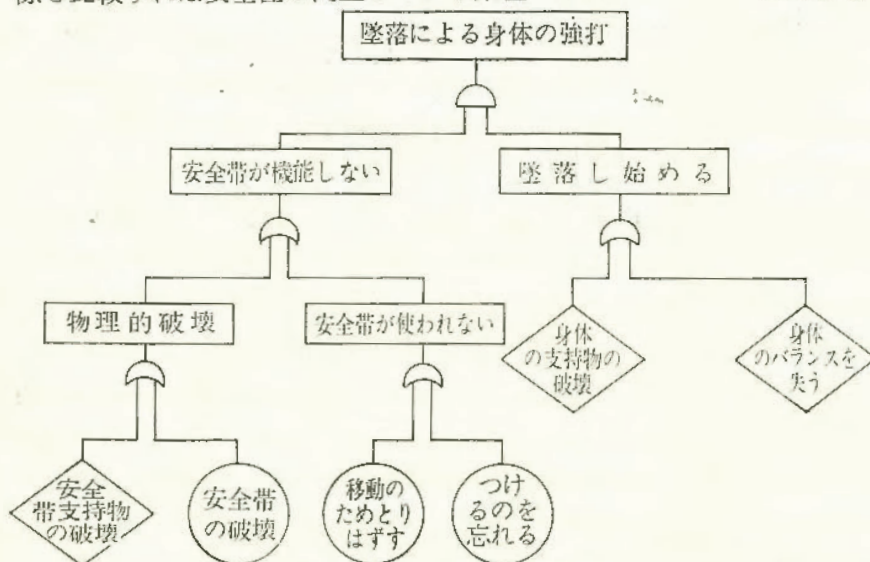 墜落による身体の強打
安全帯が機能しない
墜落し始める
物理的破壊
安全帯が使われない
身体
の支持物の
破壊
身体
のバランスを
失う
安全
帯支持物
の破壊
安全帯
の破壊
移動の
ためとり
はずす
つけ
るのを
忘れる